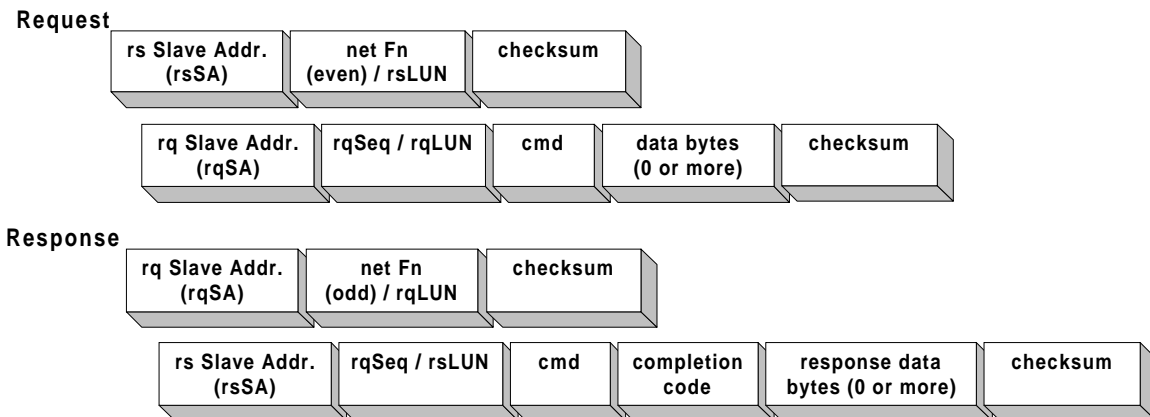 Request
rs Slave Addr.
(rsSA)
net Fn
(even) / rsLUN
checksum
rq Slave Addr.
(rqSA)
rqSeq / rqLUN
cmd
data bytes
(0 or more)
checksum
Response
rq Slave Addr.
(rqSA)
net Fn
(odd) / rqLUN
checksum
rs Slave Addr.
(rsSA)
rqSeq / rsLUN
cmd
completion
code
response data
bytes (0 or more)
checksum